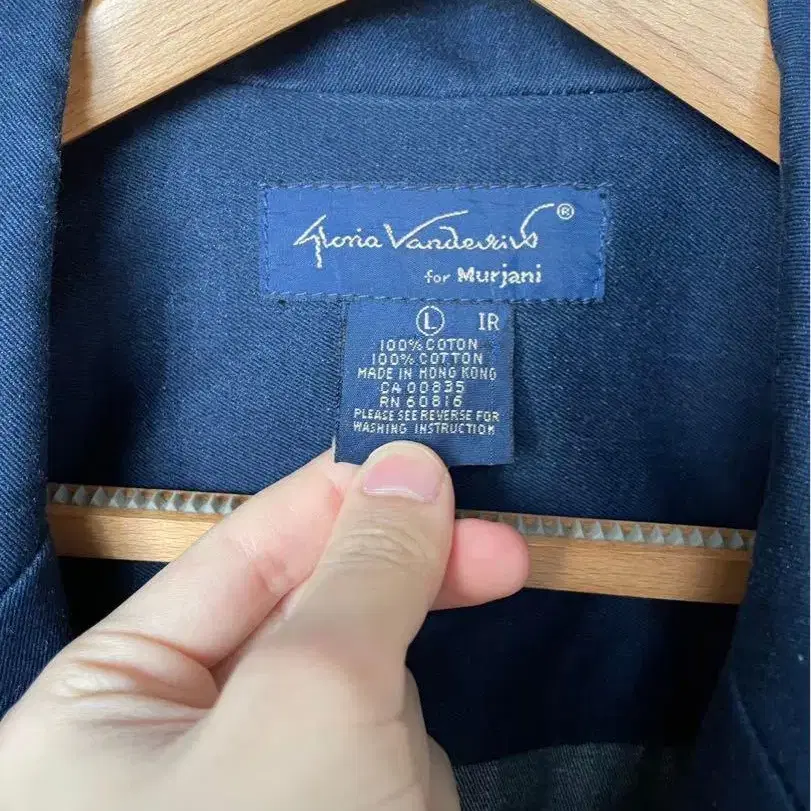 Gloria Vanderbilt ®
for Murjani
L IR
100% COTON
100% COTTON
MADE IN HONG KONG
CA 00835
RN 60816
PLEASE SEE REVERSE FOR
WASHING INSTRUCTION